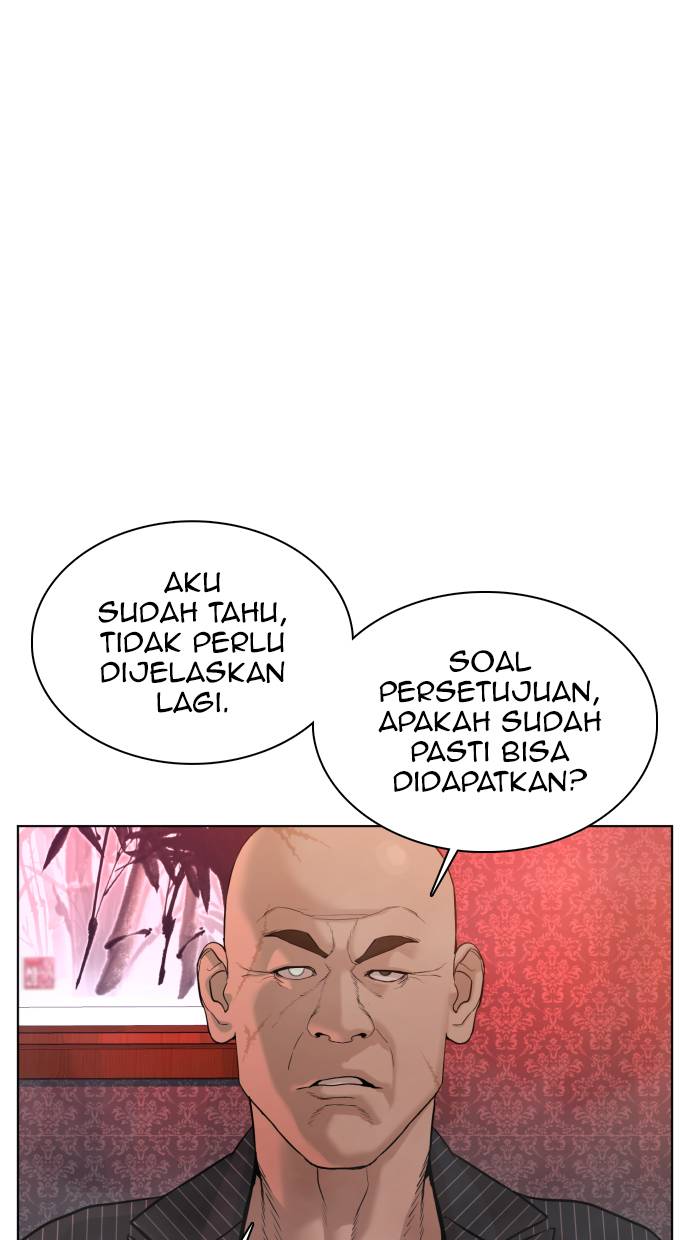 AKU
SUDAH TAHU,
TIDAK PERLU
DIJELASKAN
LAGI.
SOAL
PERSETUJUAN,
APAKAH SUDAH
PASTI BISA
DIDAPATKAN?